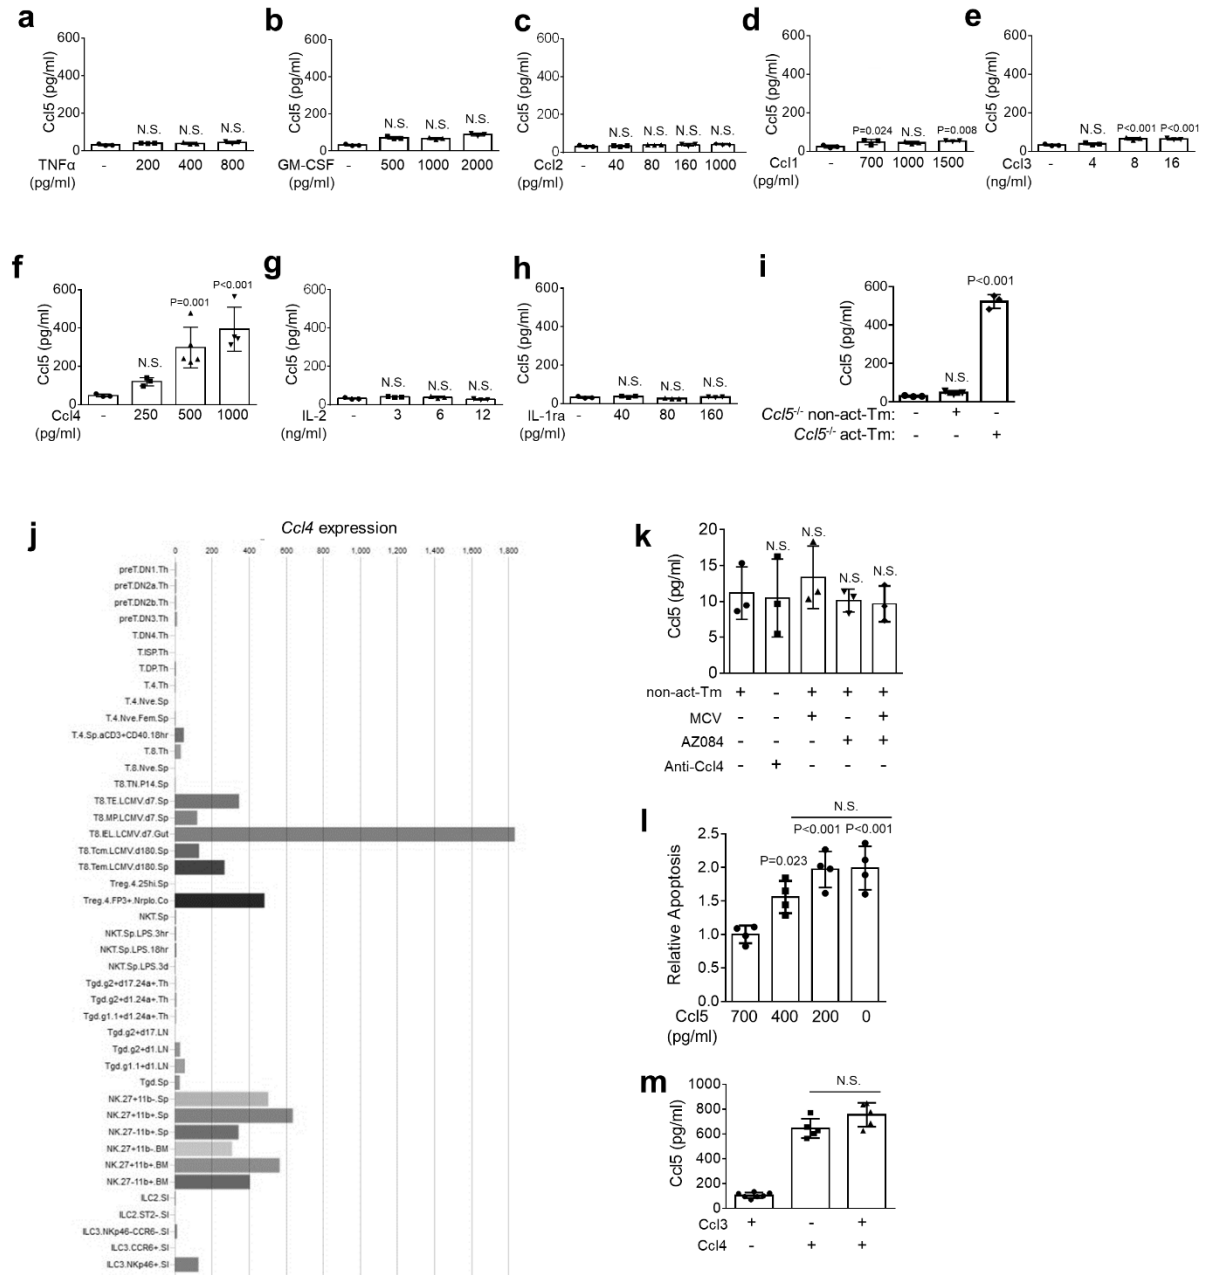 a
600
400
200
0
Ccl5 (pg/ml)
N.S.
N.S.
N.S.
TNFα
(pg/ml)
-
200
400
800
b
600
400
200
0
Ccl5 (pg/ml)
N.S.
N.S.
N.S.
GM-CSF
(pg/ml)
-
500
1000
2000
c
600
400
200
0
Ccl5 (pg/ml)
N.S.
N.S.
N.S.
N.S.
Ccl2
(pg/ml)
-
40
80
160
1000
d
600
400
200
0
Ccl5 (pg/ml)
P=0.024
N.S.
P=0.008
Ccl1
(pg/ml)
-
700
1000
1500
e
600
400
200
0
Ccl5 (pg/ml)
N.S.
P<0.001
P<0.001
Ccl3
(ng/ml)
-
4
8
16
f
600
400
200
0
Ccl5 (pg/ml)
N.S.
P=0.001
P<0.001
Ccl4
(pg/ml)
-
250
500
1000
g
600
400
200
0
Ccl5 (pg/ml)
N.S.
N.S.
N.S.
IL-2
(ng/ml)
-
3
6
12
h
600
400
200
0
Ccl5 (pg/ml)
N.S.
N.S.
N.S.
IL-1ra
(pg/ml)
-
40
80
160
i
600
400
200
0
Ccl5 (pg/ml)
N.S.
P<0.001
Ccl5-/- non-act-Tm: - + -
Ccl5-/- act-Tm: - - +
j
Ccl4 expression
0 200 400 600 800 1,000 1,200 1,400 1,600 1,800
preT.DN1.Th
preT.DN2a.Th
preT.DN2b.Th
preT.DN3.Th
T.DN4.Th
T.ISP.Th
T.DP.Th
T.4.Th
T.4.Nve.Sp
T.4.Nve.Fem.Sp
T.4.Sp.aCD3+CD40.18hr
T.8.Th
T.8.Nve.Sp
T8.TN.P14.Sp
T8.TE.LCMV.d7.Sp
T8.MP.LCMV.d7.Sp
T8.IEL.LCMV.d7.Gut
T8.Tcm.LCMV.d180.Sp
T8.Tem.LCMV.d180.Sp
Treg.4.25hi.Sp
Treg.4.FP3+.Nrplo.Co
NKT.Sp
NKT.Sp.LPS.3hr
NKT.Sp.LPS.18hr
NKT.Sp.LPS.3d
Tgd.g2+d17.24a+.Th
Tgd.g2+d1.24a+.Th
Tgd.g1.1+d1.24a+.Th
Tgd.g2+d17.LN
Tgd.g2+d1.LN
Tgd.g1.1+d1.LN
Tgd.Sp
NK.27+11b-.Sp
NK.27+11b+.Sp
NK.27-11b+.Sp
NK.27+11b-.BM
NK.27+11b+.BM
NK.27-11b+.BM
ILC2.SI
ILC2.ST2-.SI
ILC3.NKp46-CCR6-.SI
ILC3.CCR6+.SI
ILC3.NKp46+.SI
k
20
15
10
5
0
Ccl5 (pg/ml)
N.S.
N.S.
N.S.
N.S.
non-act-Tm + - + + +
MCV - - + - +
AZ084 - - - + +
Anti-Ccl4 - + - - -
l
N.S.
P=0.023
P<0.001
P<0.001
2.5
2.0
1.5
1.0
0.5
0.0
Relative Apoptosis
Ccl5
(pg/ml)
700
400
200
0
m
N.S.
1000
800
600
400
200
0
Ccl5 (pg/ml)
Ccl3 + - +
Ccl4 - + +